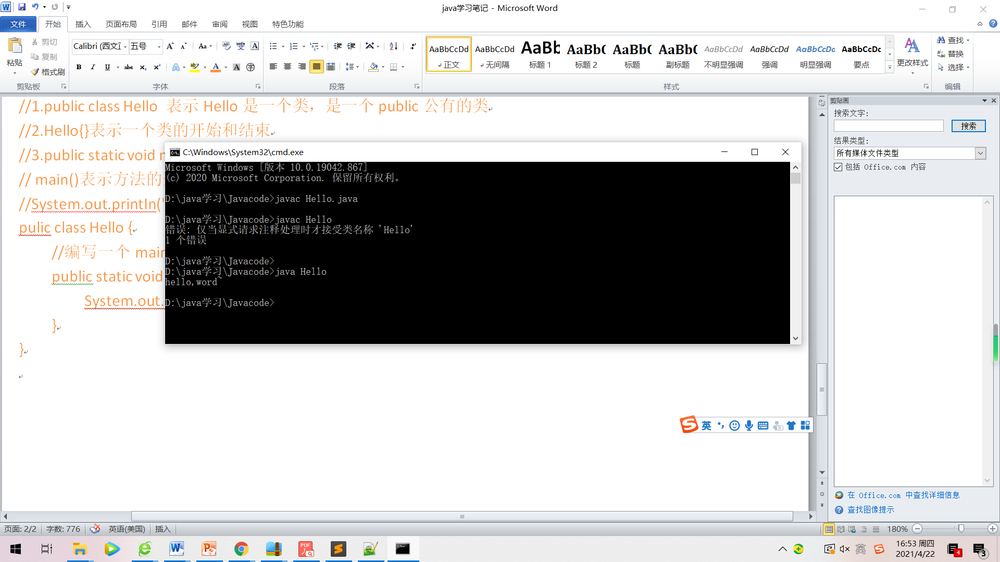 java学习笔记 - Microsoft Word
文件 开始 插入 页面布局 引用 邮件 审阅 视图 特色功能
粘贴 剪切 复制 格式刷
Calibri (西文正 五号
AaBbCcDd AaBbCcDd AaBb AaBbC AaBbC AaBbC AaBbCcDd AaBbCcDd AaBbCcDd AaBbCcDc
正文 无间隔 标题 1 标题 2 标题 副标题 不明显强调 强调 明显强调 要点
更改样式
查找 替换 选择
剪贴板 字体 段落 样式 编辑
//1.public class Hello 表示 Hello 是一个类，是一个 public 公有的类
//2.Hello{}表示一个类的开始和结束
//3.public static void
// main()表示方法的
//System.out.println(
pulic class Hello {
//编写一个 main
public static void
System.out.
}
}
C:\Windows\System32\cmd.exe
Microsoft Windows [版本 10.0.19042.867]
(c) 2020 Microsoft Corporation. 保留所有权利。
D:\java学习\Javacode>javac Hello.java
D:\java学习\Javacode>javac Hello
错误: 仅当显式请求注释处理时才接受类名称 'Hello'
1 个错误
D:\java学习\Javacode>
D:\java学习\Javacode>java Hello
hello,word~
D:\java学习\Javacode>
剪贴画
搜索文字:
搜索
结果类型:
所有媒体文件类型
包括 Office.com 内容
在 Office.com 中查找详细信息
查找图像提示
英
页面: 2/2 字数: 776 英语(美国) 插入 180%
英
16:53 周四
2021/4/22
4
3